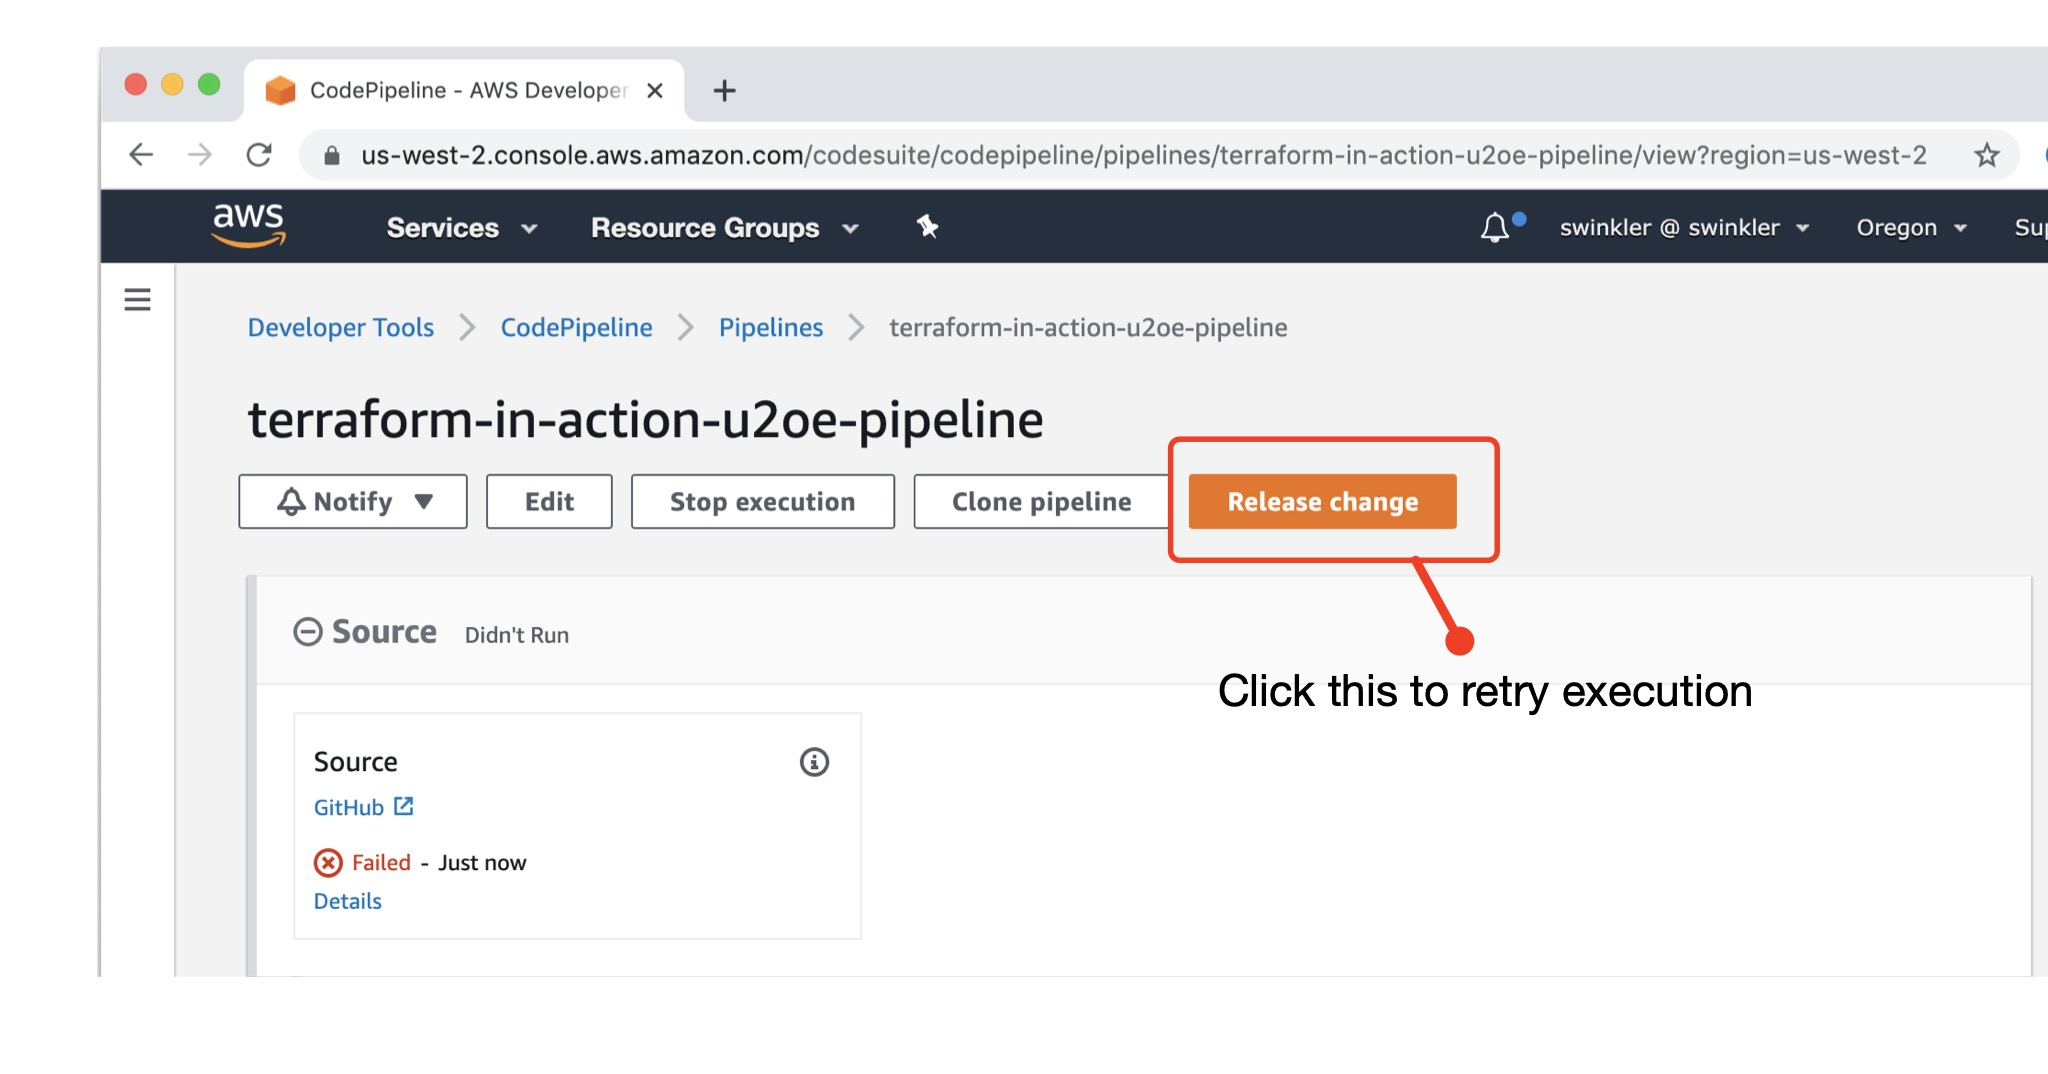 CodePipeline - AWS Developer
us-west-2.console.aws.amazon.com/codesuite/codepipeline/pipelines/terraform-in-action-u2oe-pipeline/view?region=us-west-2
aws Services Resource Groups swinkler @ swinkler Oregon Sup
Developer Tools CodePipeline Pipelines terraform-in-action-u2oe-pipeline
terraform-in-action-u2oe-pipeline
Notify Edit Stop execution Clone pipeline Release change
Source Didn't Run
Click this to retry execution
Source
GitHub
Failed - Just now
Details